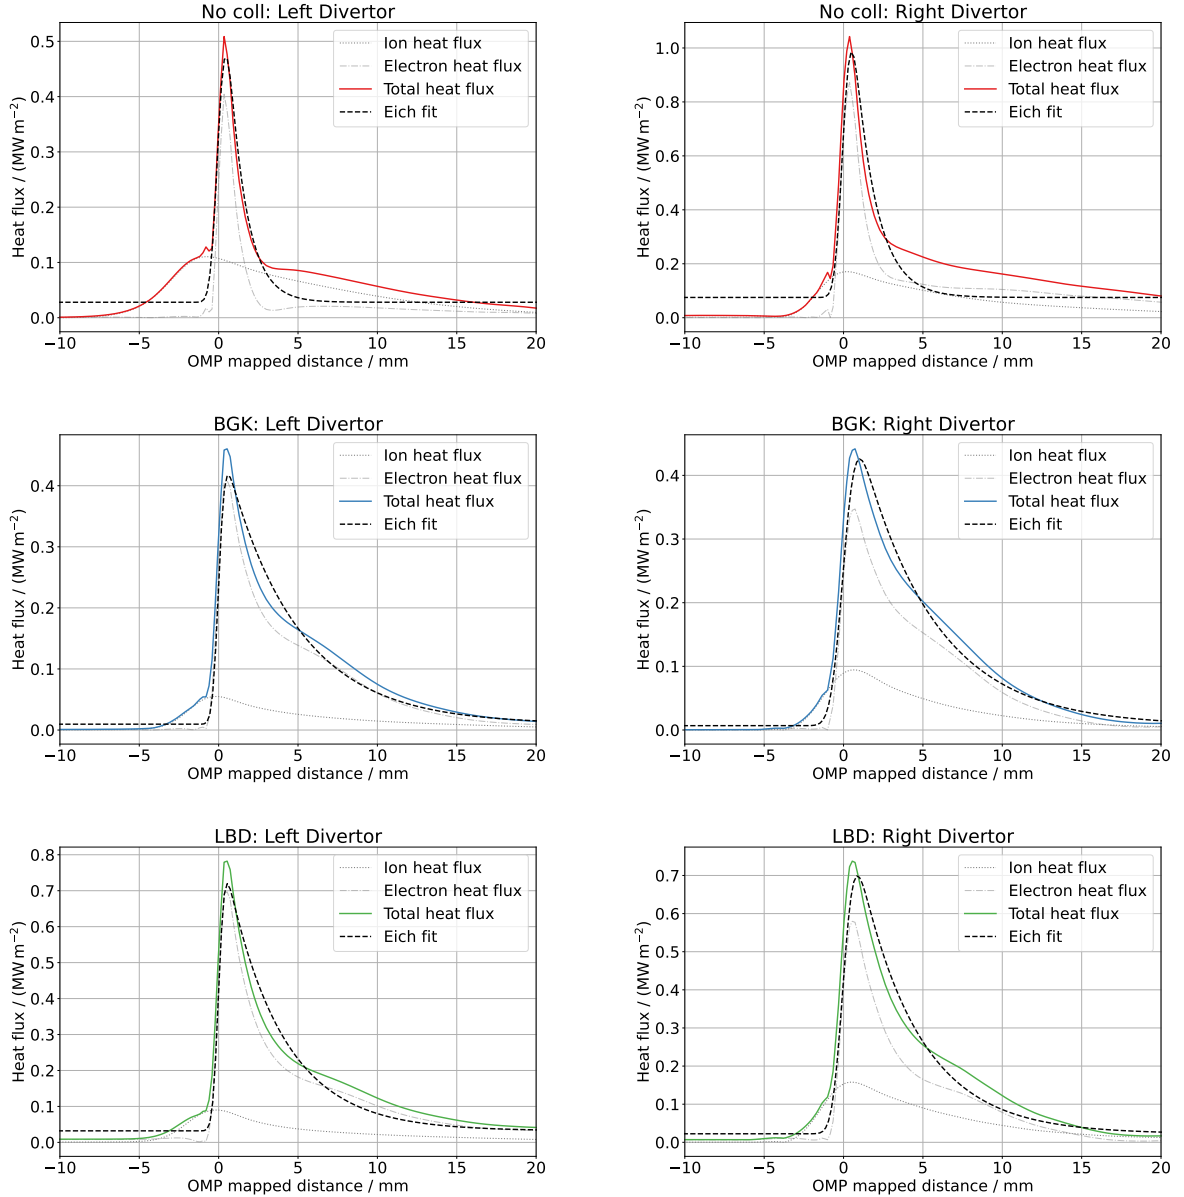 No coll: Left Divertor
Heat flux / (MW m⁻²)
0.5
0.4
0.3
0.2
0.1
0.0
Ion heat flux
Electron heat flux
Total heat flux
Eich fit
−10 −5 0 5 10 15 20
OMP mapped distance / mm
No coll: Right Divertor
Heat flux / (MW m⁻²)
1.0
0.8
0.6
0.4
0.2
0.0
Ion heat flux
Electron heat flux
Total heat flux
Eich fit
−10 −5 0 5 10 15 20
OMP mapped distance / mm
BGK: Left Divertor
Heat flux / (MW m⁻²)
0.4
0.3
0.2
0.1
0.0
Ion heat flux
Electron heat flux
Total heat flux
Eich fit
−10 −5 0 5 10 15 20
OMP mapped distance / mm
BGK: Right Divertor
Heat flux / (MW m⁻²)
0.4
0.3
0.2
0.1
0.0
Ion heat flux
Electron heat flux
Total heat flux
Eich fit
−10 −5 0 5 10 15 20
OMP mapped distance / mm
LBD: Left Divertor
Heat flux / (MW m⁻²)
0.8
0.7
0.6
0.5
0.4
0.3
0.2
0.1
0.0
Ion heat flux
Electron heat flux
Total heat flux
Eich fit
−10 −5 0 5 10 15 20
OMP mapped distance / mm
LBD: Right Divertor
Heat flux / (MW m⁻²)
0.7
0.6
0.5
0.4
0.3
0.2
0.1
0.0
Ion heat flux
Electron heat flux
Total heat flux
Eich fit
−10 −5 0 5 10 15 20
OMP mapped distance / mm